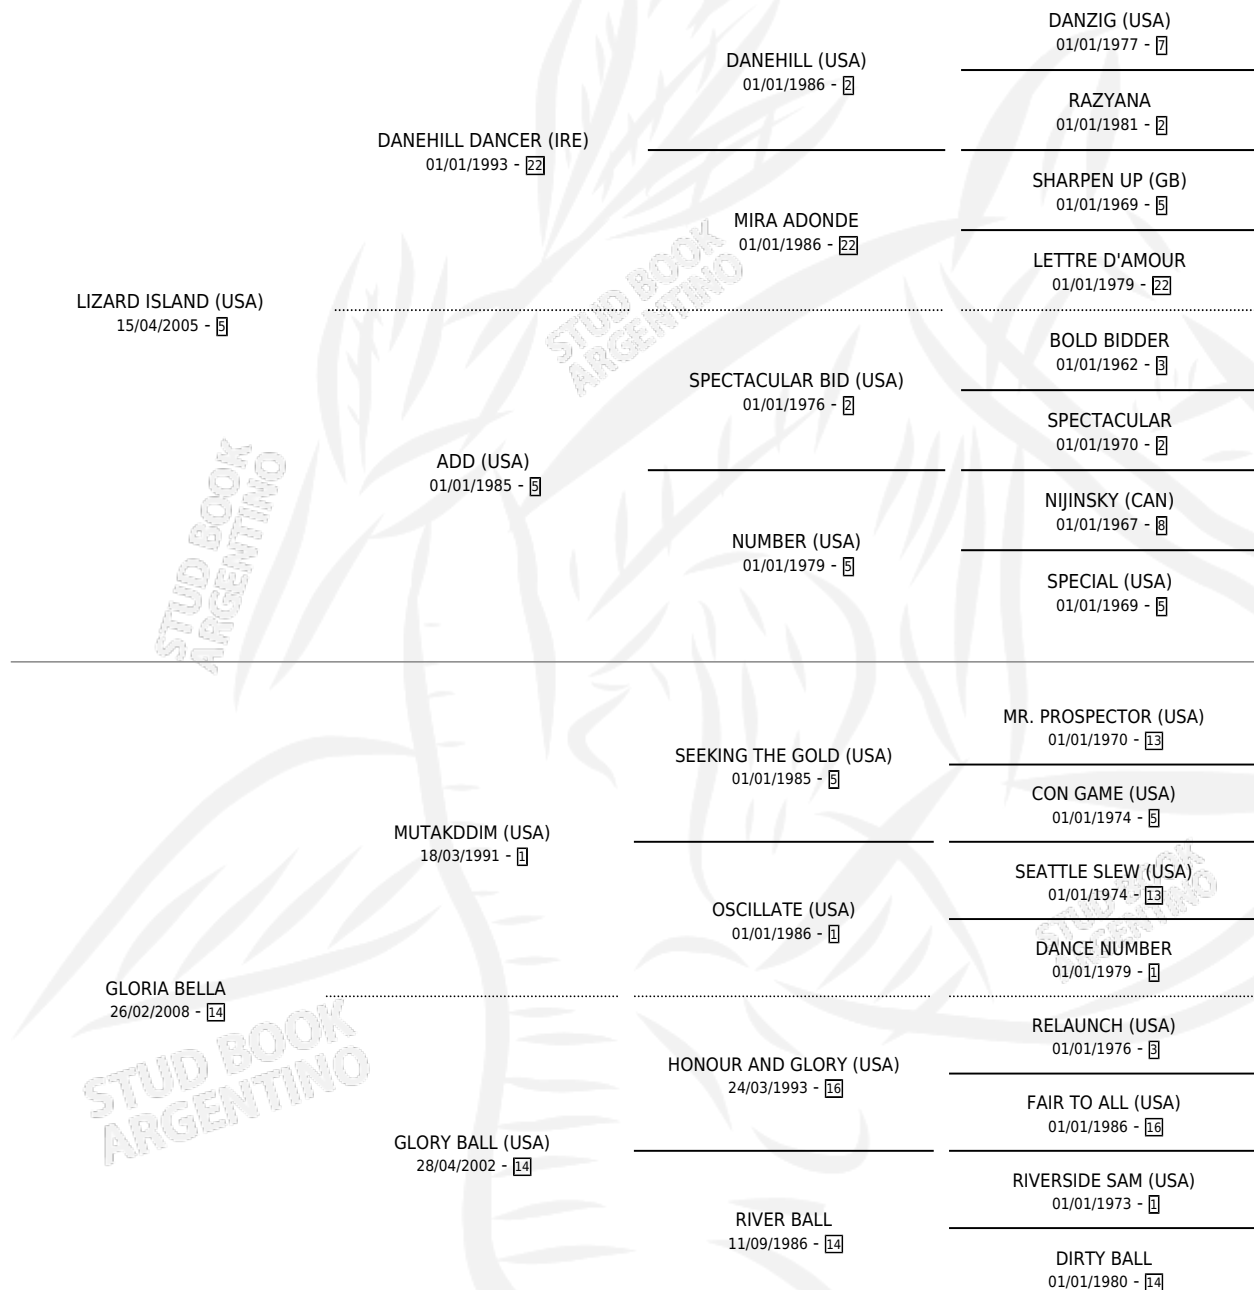 DANZIG (USA)
01/01/1977 - 7
DANEHILL (USA)
01/01/1986 - 2
RAZYANA
01/01/1981 - 2
DANEHILL DANCER (IRE)
01/01/1993 - 22
SHARPEN UP (GB)
01/01/1969 - 5
MIRA ADONDE
01/01/1986 - 22
LETTRE D'AMOUR
01/01/1979 - 22
LIZARD ISLAND (USA)
15/04/2005 - 5
STUD BOOK
ARGENTINO
BOLD BIDDER
01/01/1962 - 3
SPECTACULAR BID (USA)
01/01/1976 - 2
SPECTACULAR
01/01/1970 - 2
ADD (USA)
01/01/1985 - 5
NIJINSKY (CAN)
01/01/1967 - 8
NUMBER (USA)
01/01/1979 - 5
SPECIAL (USA)
01/01/1969 - 5
STUD BOOK
ARGENTINO
MR. PROSPECTOR (USA)
01/01/1970 - 13
SEEKING THE GOLD (USA)
01/01/1985 - 5
CON GAME (USA)
01/01/1974 - 5
MUTAKDDIM (USA)
18/03/1991 - 1
SEATTLE SLEW (USA)
01/01/1974 - 13
STUD BOOK
ARGENTINO
OSCILLATE (USA)
01/01/1986 - 1
DANCE NUMBER
01/01/1979 - 1
GLORIA BELLA
26/02/2008 - 14
STUD BOOK
ARGENTINO
RELAUNCH (USA)
01/01/1976 - 3
HONOUR AND GLORY (USA)
24/03/1993 - 16
FAIR TO ALL (USA)
01/01/1986 - 16
GLORY BALL (USA)
28/04/2002 - 14
RIVERSIDE SAM (USA)
01/01/1973 - 1
RIVER BALL
11/09/1986 - 14
DIRTY BALL
01/01/1980 - 14